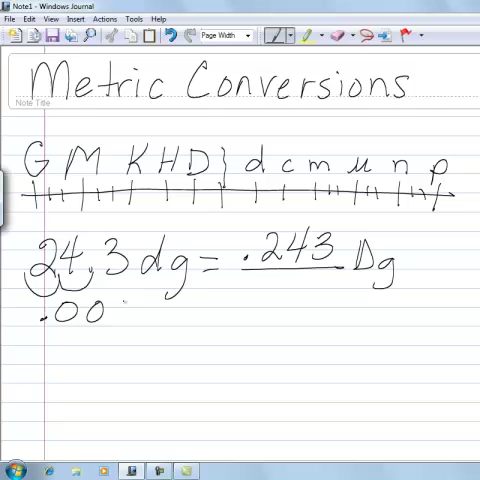 Note1 - Windows Journal
File Edit View Insert Actions Tools Help
Page Width
Metric Conversions
Note Title
G M K H D } d c m μ n p
24.3 dg = .243 Dg
.00